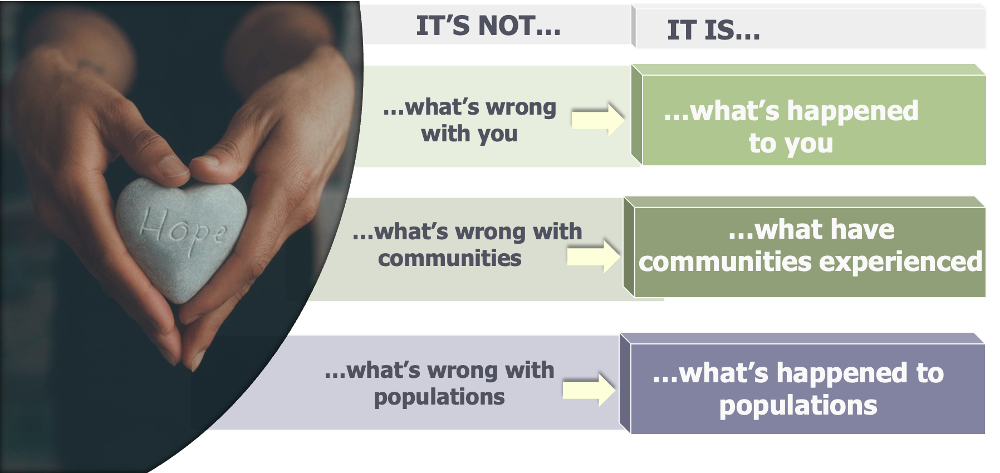 IT’S NOT…
IT IS…
…what’s wrong
with you
…what’s happened
to you
…what’s wrong with
communities
…what have
communities experienced
…what’s wrong with
populations
…what’s happened to
populations
Hope